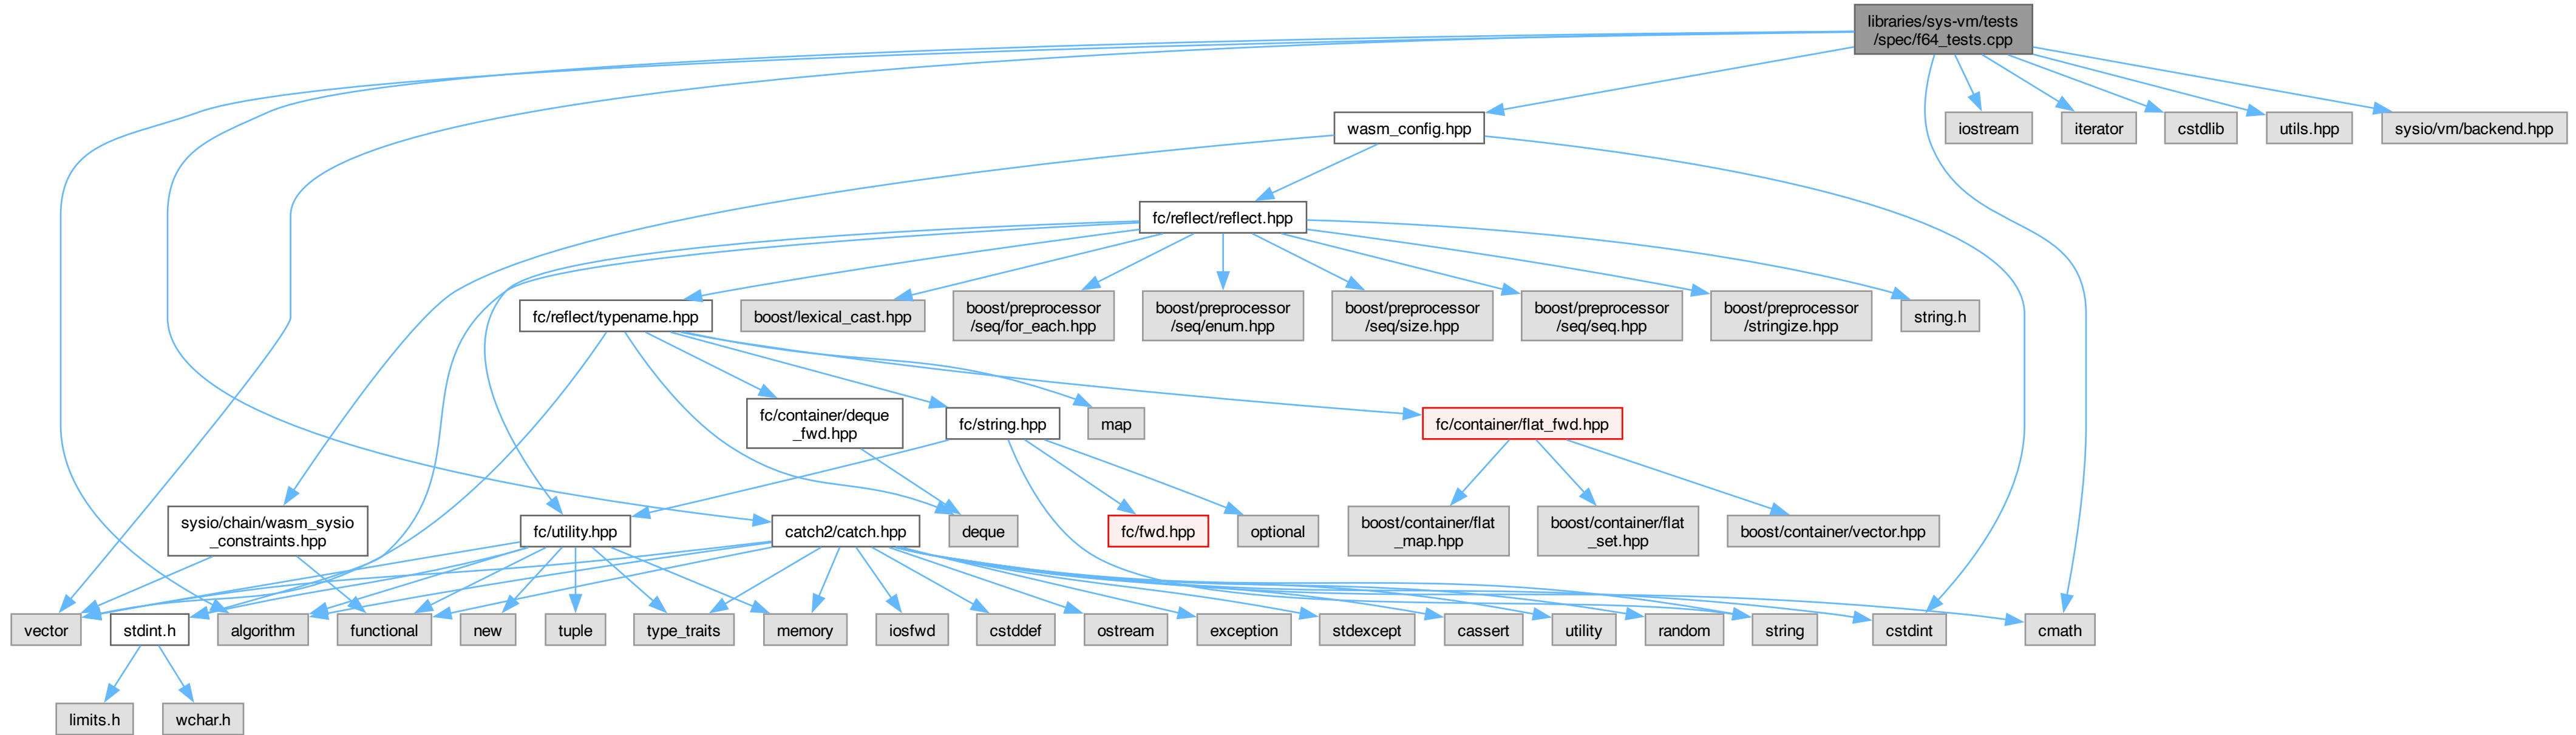 libraries/sys-vm/tests
/spec/f64_tests.cpp
wasm_config.hpp
iostream
iterator
cstdlib
utils.hpp
sysio/vm/backend.hpp
fc/reflect/reflect.hpp
fc/reflect/typename.hpp
boost/lexical_cast.hpp
boost/preprocessor
/seq/for_each.hpp
boost/preprocessor
/seq/enum.hpp
boost/preprocessor
/seq/size.hpp
boost/preprocessor
/seq/seq.hpp
boost/preprocessor
/stringize.hpp
string.h
fc/container/deque
_fwd.hpp
fc/string.hpp
map
fc/container/flat_fwd.hpp
sysio/chain/wasm_sysio
_constraints.hpp
fc/utility.hpp
catch2/catch.hpp
deque
fc/fwd.hpp
optional
boost/container/flat
_map.hpp
boost/container/flat
_set.hpp
boost/container/vector.hpp
vector
stdint.h
algorithm
functional
new
tuple
type_traits
memory
iosfwd
cstddef
ostream
exception
stdexcept
cassert
utility
random
string
cstdint
cmath
limits.h
wchar.h